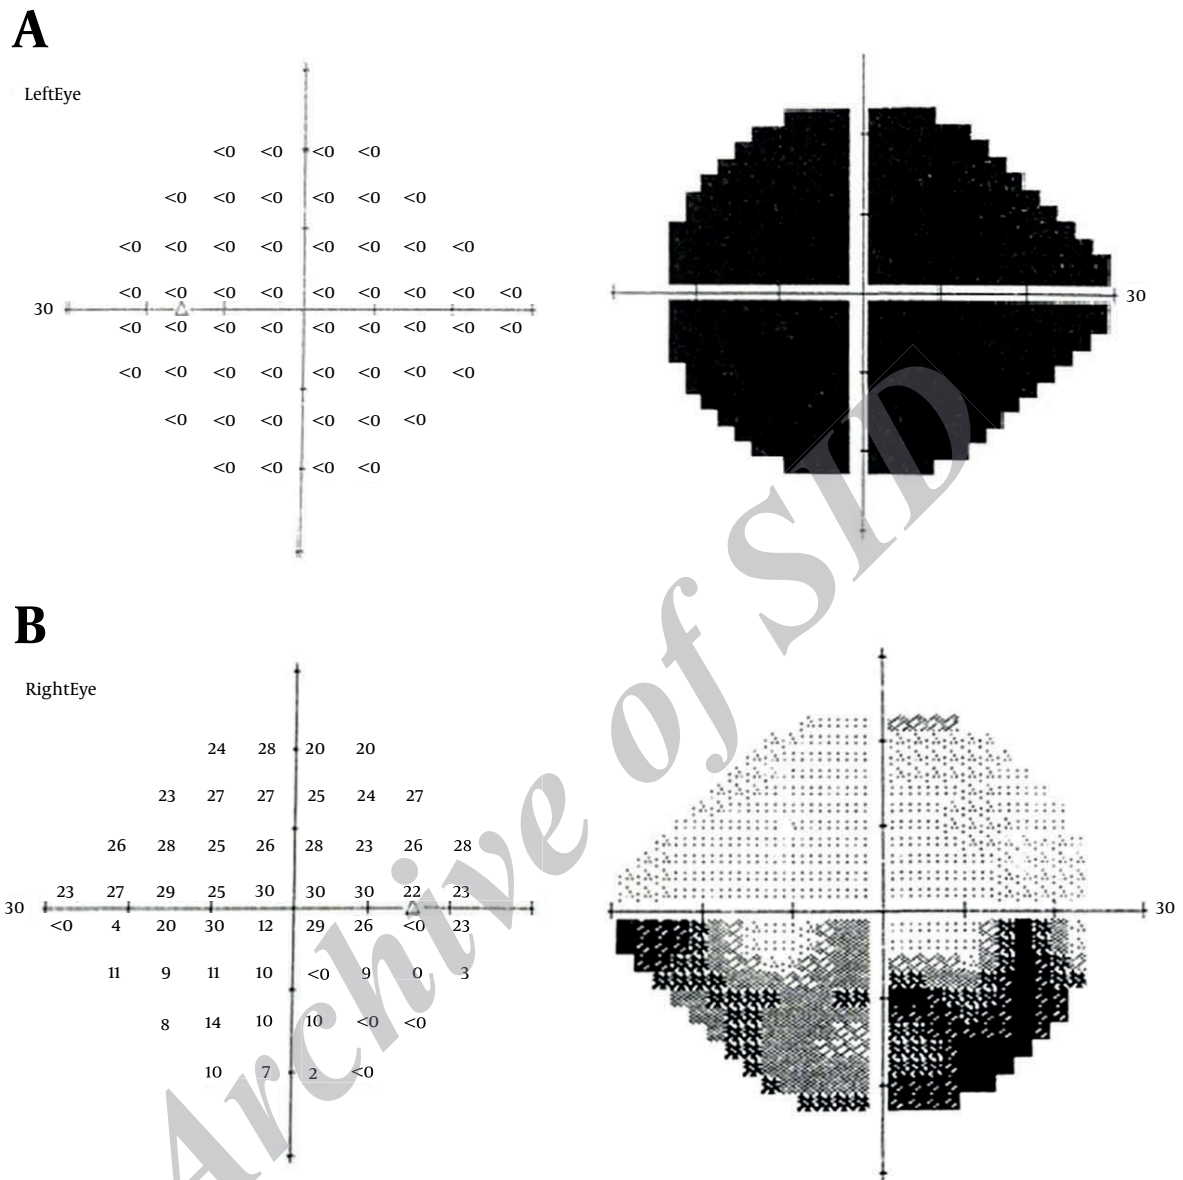 A
LeftEye
<0 <0 <0 <0
<0 <0 <0 <0 <0
<0 <0 <0 <0 <0 <0 <0
<0 <0 <0 <0 <0 <0 <0 <0 <0
30 30
<0 <0 <0 <0 <0 <0 <0 <0 <0
<0 <0 <0 <0 <0 <0 <0 <0
<0 <0 <0 <0 <0 <0
<0 <0 <0 <0
B
RightEye
24 28 20 20
23 27 27 25 24 27
26 28 25 26 28 23 26 28
23 27 29 25 30 30 30 22 23
30 30
<0 4 20 30 12 29 26 <0 23
11 9 11 10 <0 9 0 3
8 14 10 10 <0 <0
10 7 2 <0
Archive of SID